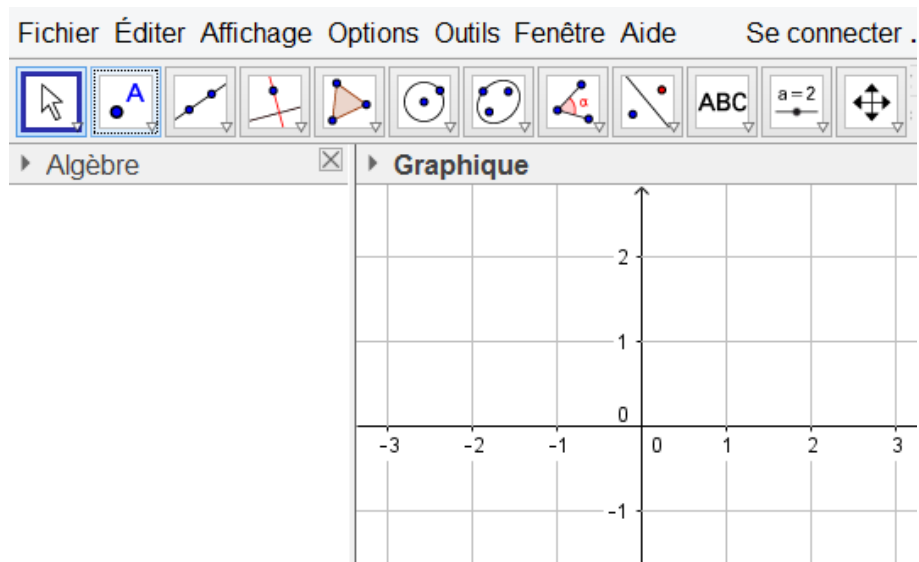 Fichier Éditer Affichage Options Outils Fenêtre Aide Se connecter .
A α ABC a=2
Algèbre Graphique
2
1
0
-3 -2 -1 0 1 2 3
-1